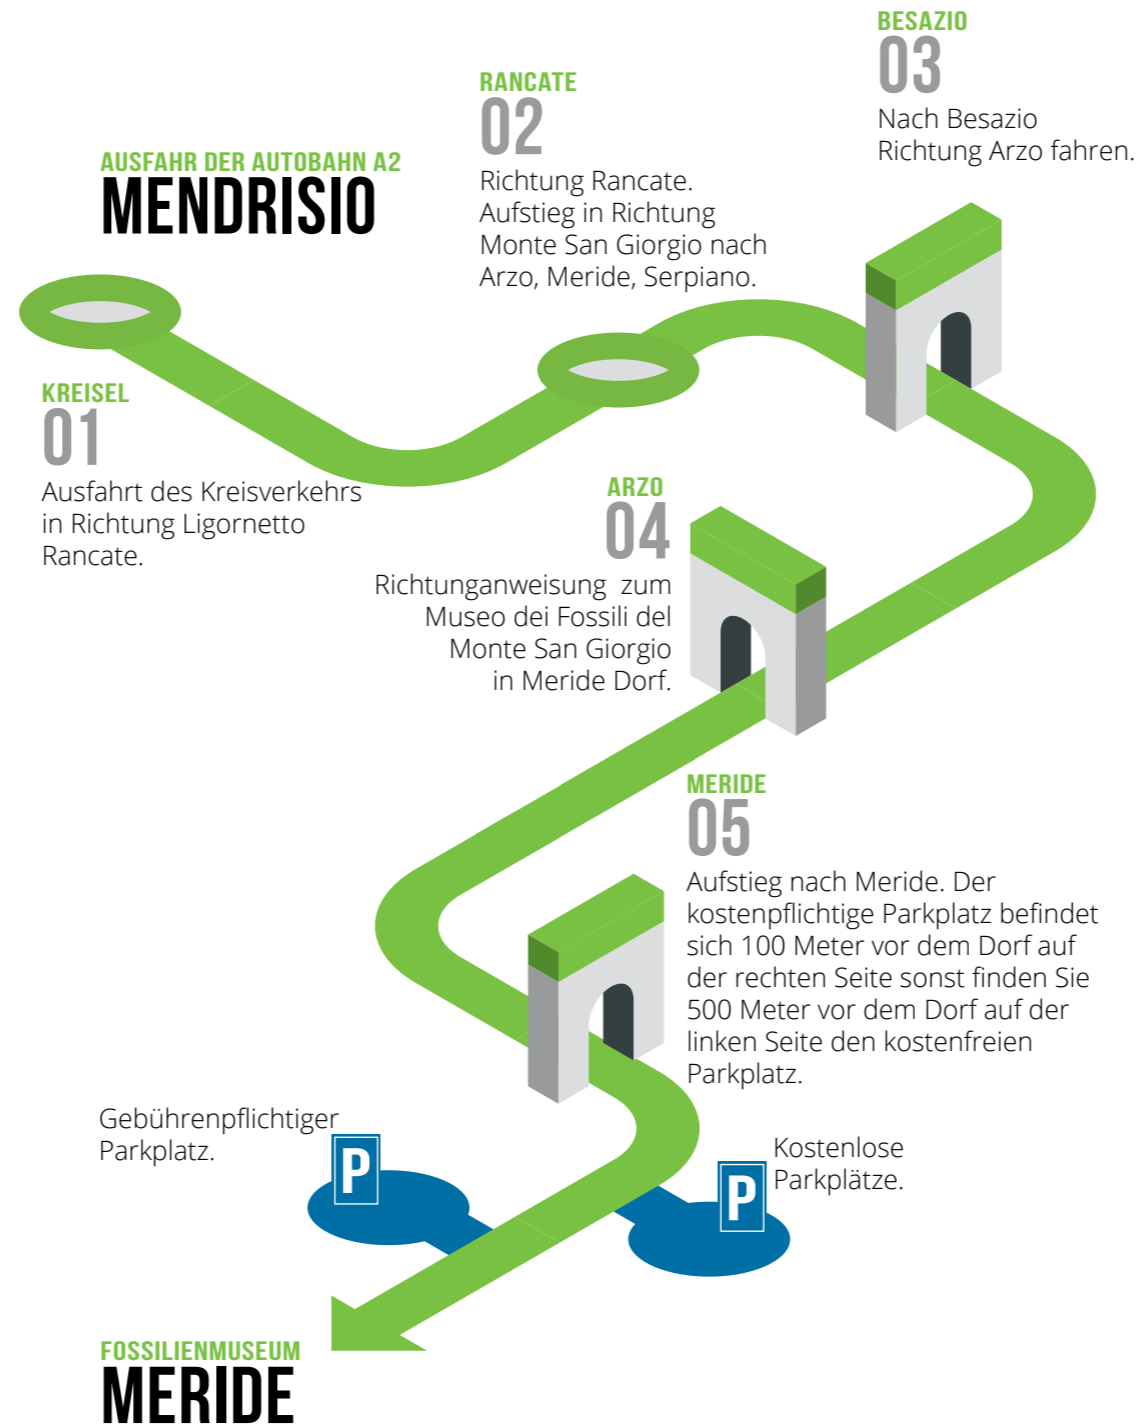 AUSFAHR DER AUTOBAHN A2
MENDRISIO
KREISEL
01
Ausfahrt des Kreisverkehrs
in Richtung Ligornetto
Rancate.
RANCATE
02
Richtung Rancate.
Aufstieg in Richtung
Monte San Giorgio nach
Arzo, Meride, Serpiano.
BESAZIO
03
Nach Besazio
Richtung Arzo fahren.
ARZO
04
Richtunganweisung zum
Museo dei Fossili del
Monte San Giorgio
in Meride Dorf.
MERIDE
05
Aufstieg nach Meride. Der
kostenpflichtige Parkplatz befindet
sich 100 Meter vor dem Dorf auf
der rechten Seite sonst finden Sie
500 Meter vor dem Dorf auf der
linken Seite den kostenfreien
Parkplatz.
Gebührenpflichtiger
Parkplatz.
P
Kostenlose
Parkplätze.
P
FOSSILIENMUSEUM
MERIDE